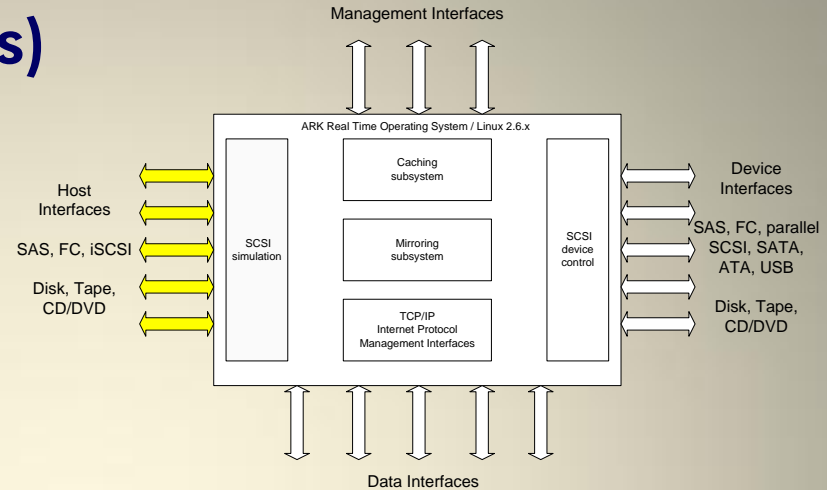 s)
Management Interfaces
ARK Real Time Operating System / Linux 2.6.x
Host
Interfaces
SAS, FC, iSCSI
Disk, Tape,
CD/DVD
SCSI
simulation
Caching
subsystem
Mirroring
subsystem
TCP/IP
Internet Protocol
Management Interfaces
SCSI
device
control
Device
Interfaces
SAS, FC, parallel
SCSI, SATA,
ATA, USB
Disk, Tape,
CD/DVD
Data Interfaces